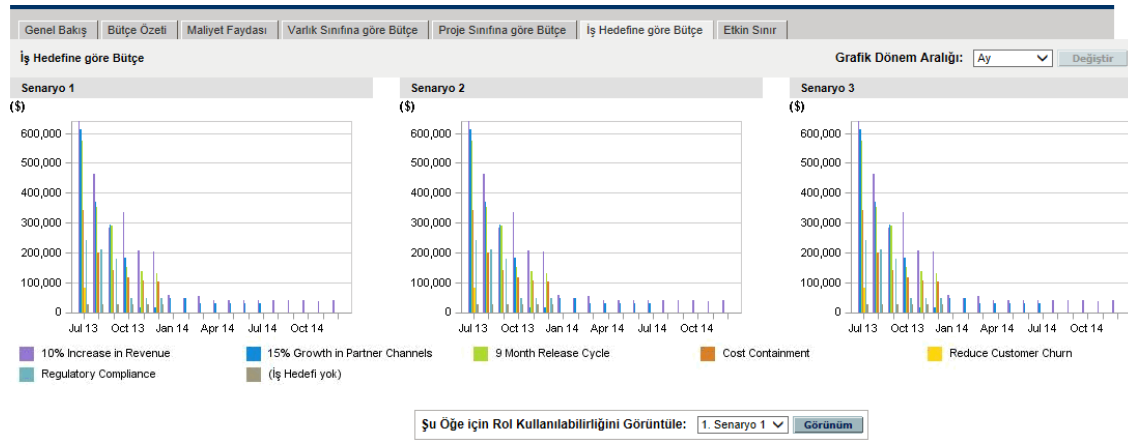 Genel Bakış Bütçe Özeti Maliyet Faydası Varlık Sınıfına göre Bütçe Proje Sınıfına göre Bütçe İş Hedefine göre Bütçe Etkin Sınır
İş Hedefine göre Bütçe Grafik Dönem Aralığı: Ay Değiştir
Senaryo 1
($)
600,000
500,000
400,000
300,000
200,000
100,000
0
Jul 13 Oct 13 Jan 14 Apr 14 Jul 14 Oct 14
Senaryo 2
($)
600,000
500,000
400,000
300,000
200,000
100,000
0
Jul 13 Oct 13 Jan 14 Apr 14 Jul 14 Oct 14
Senaryo 3
($)
600,000
500,000
400,000
300,000
200,000
100,000
0
Jul 13 Oct 13 Jan 14 Apr 14 Jul 14 Oct 14
10% Increase in Revenue 15% Growth in Partner Channels 9 Month Release Cycle Cost Containment Reduce Customer Churn
Regulatory Compliance (İş Hedefi yok)
Şu Öğe için Rol Kullanılabilirliğini Görüntüle: 1. Senaryo 1 Görünüm